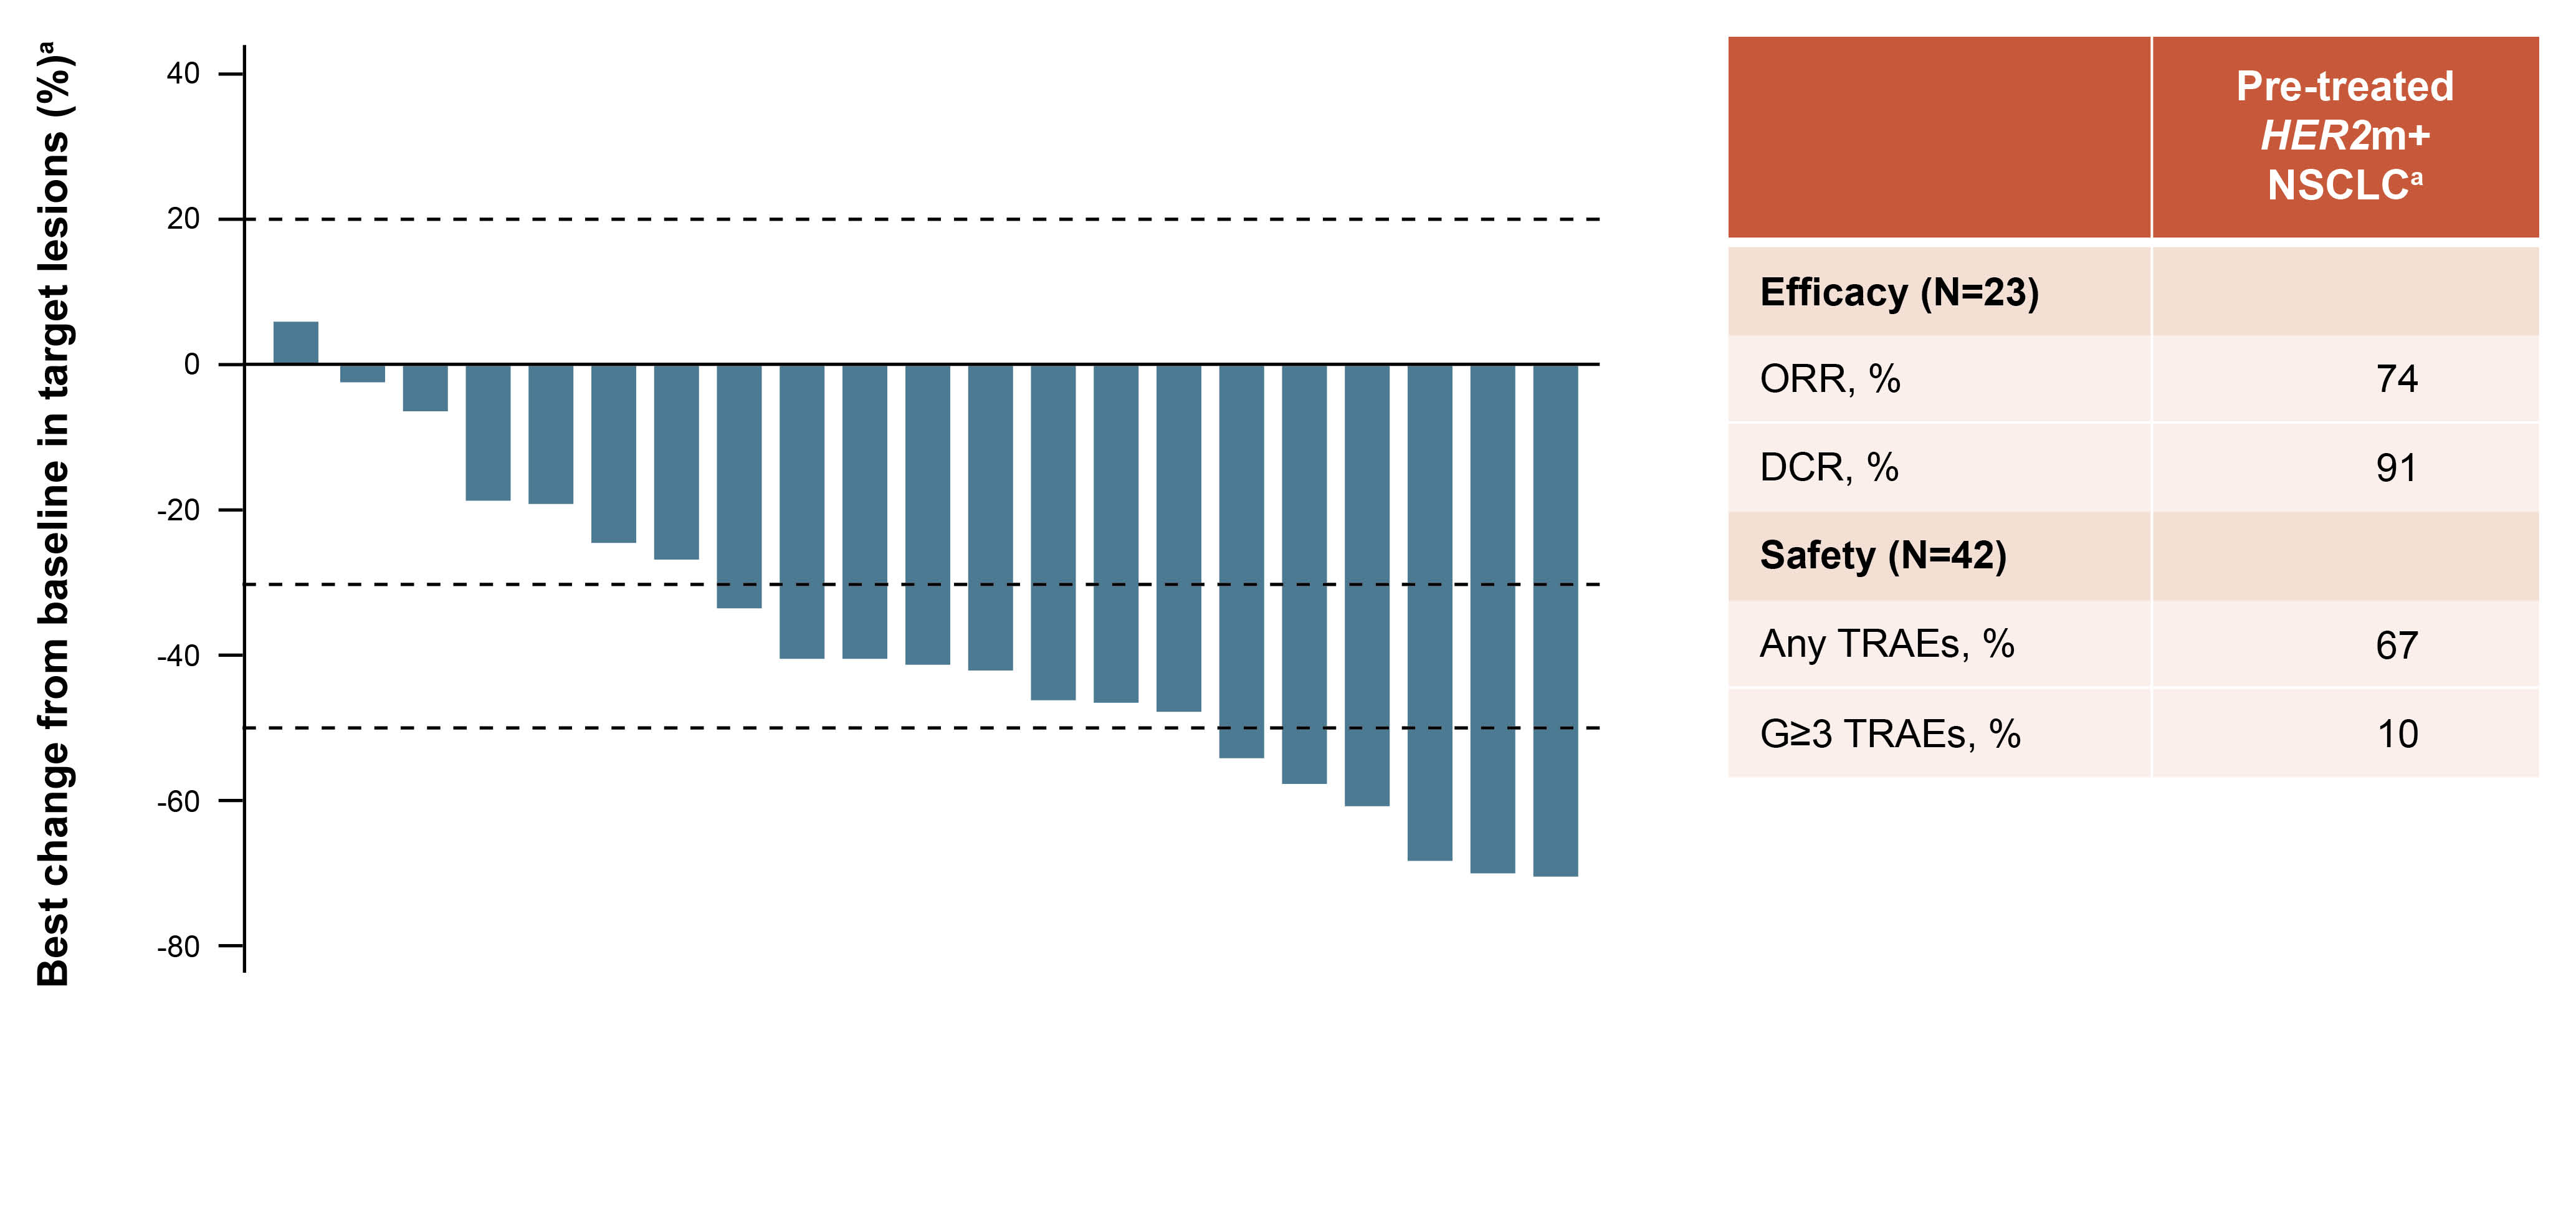 Best change from baseline in target lesions (%)a
40
20
0
-20
-40
-60
-80
Pre-treated
HER2m+
NSCLCa
Efficacy (N=23)
ORR, % 74
DCR, % 91
Safety (N=42)
Any TRAEs, % 67
G≥3 TRAEs, % 10